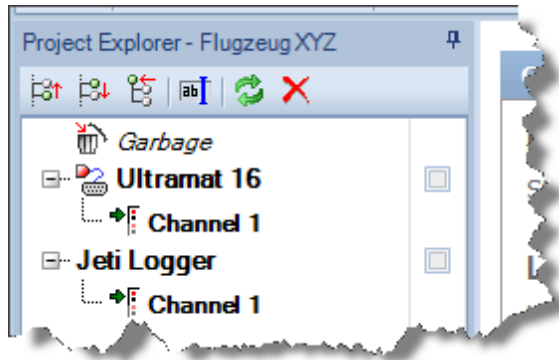 Project Explorer - Flugzeug XYZ
ab
Garbage
Ultramat 16
Channel 1
Jeti Logger
Channel 1